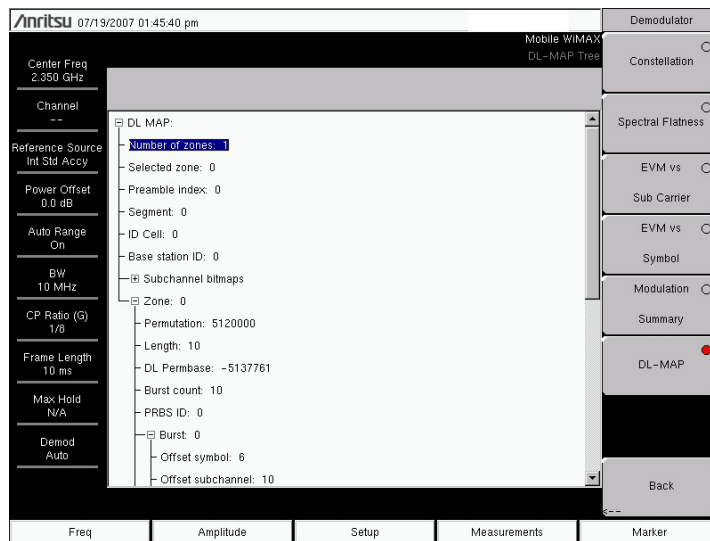 Anritsu 07/19/2007 01:45:40 pm
Mobile WiMAX
DL-MAP Tree
Center Freq
2.350 GHz
Channel
--
Reference Source
Int Std Accy
Power Offset
0.0 dB
Auto Range
On
BW
10 MHz
CP Ratio (G)
1/8
Frame Length
10 ms
Max Hold
N/A
Demod
Auto
DL MAP:
Number of zones: 1
Selected zone: 0
Preamble index: 0
Segment: 0
ID Cell: 0
Base station ID: 0
Subchannel bitmaps
Zone: 0
Permutation: 5120000
Length: 10
DL Permbase: -5137761
Burst count: 10
PRBS ID: 0
Burst: 0
Offset symbol: 6
Offset subchannel: 10
Demodulator
Constellation
Spectral Flatness
EVM vs
Sub Carrier
EVM vs
Symbol
Modulation
Summary
DL-MAP
Back
<--
Freq
Amplitude
Setup
Measurements
Marker